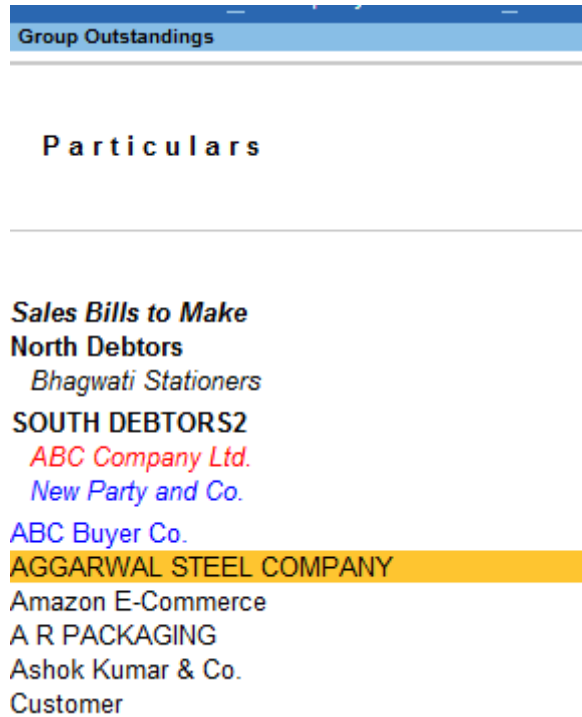 Group Outstandings
Particulars
Sales Bills to Make
North Debtors
Bhagwati Stationers
SOUTH DEBTORS2
ABC Company Ltd.
New Party and Co.
ABC Buyer Co.
AGGARWAL STEEL COMPANY
Amazon E-Commerce
A R PACKAGING
Ashok Kumar & Co.
Customer